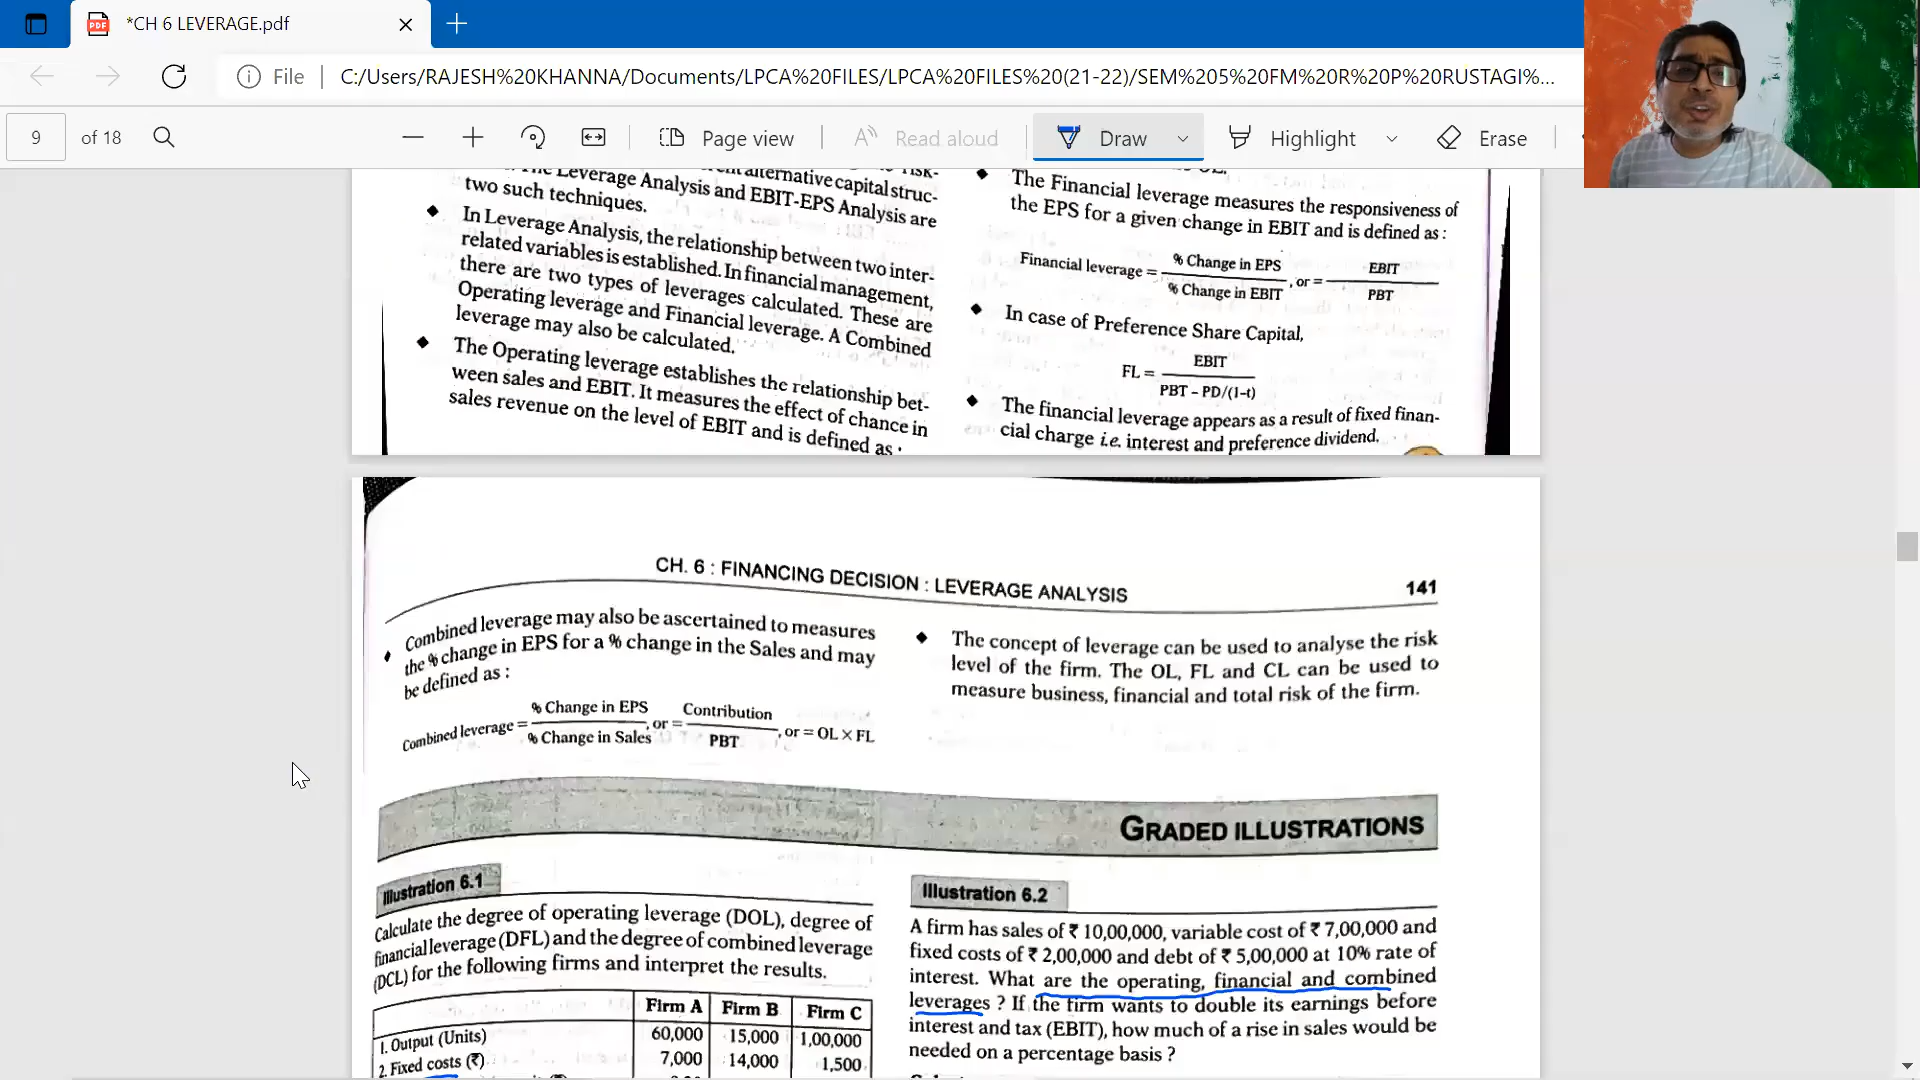 *CH 6 LEVERAGE.pdf
File
C:/Users/RAJESH%20KHANNA/Documents/LPCA%20FILES/LPCA%20FILES%20(21-22)/SEM%205%20FM%20R%20P%20RUSTAGI%...
9 of 18
Page view
Read aloud
Draw
Highlight
Erase
Leverage Analysis and EBIT-EPS Analysis are
two such techniques.
In Leverage Analysis, the relationship between two inter-
related variables is established. In financial management,
there are two types of leverages calculated. These are
Operating leverage and Financial leverage. A Combined
leverage may also be calculated.
The Operating leverage establishes the relationship bet-
ween sales and EBIT. It measures the effect of chance in
sales revenue on the level of EBIT and is defined as :
The Financial leverage measures the responsiveness of
the EPS for a given change in EBIT and is defined as :
Financial leverage = % Change in EPS / % Change in EBIT , or = EBIT / PBT
In case of Preference Share Capital,
FL = EBIT / PBT – PD/(1–t)
The financial leverage appears as a result of fixed finan-
cial charge i.e. interest and preference dividend.
CH. 6 : FINANCING DECISION : LEVERAGE ANALYSIS
141
Combined leverage may also be ascertained to measures
the % change in EPS for a % change in the Sales and may
be defined as :
Combined leverage = % Change in EPS / % Change in Sales , or = Contribution / PBT , or = OL × FL
The concept of leverage can be used to analyse the risk
level of the firm. The OL, FL and CL can be used to
measure business, financial and total risk of the firm.
GRADED ILLUSTRATIONS
Illustration 6.1
Calculate the degree of operating leverage (DOL), degree of
financial leverage (DFL) and the degree of combined leverage
(DCL) for the following firms and interpret the results.
Firm A Firm B Firm C
1. Output (Units) 60,000 15,000 1,00,000
2. Fixed costs (₹) 7,000 14,000 1,500
Illustration 6.2
A firm has sales of ₹ 10,00,000, variable cost of ₹ 7,00,000 and
fixed costs of ₹ 2,00,000 and debt of ₹ 5,00,000 at 10% rate of
interest. What are the operating, financial and combined
leverages ? If the firm wants to double its earnings before
interest and tax (EBIT), how much of a rise in sales would be
needed on a percentage basis ?